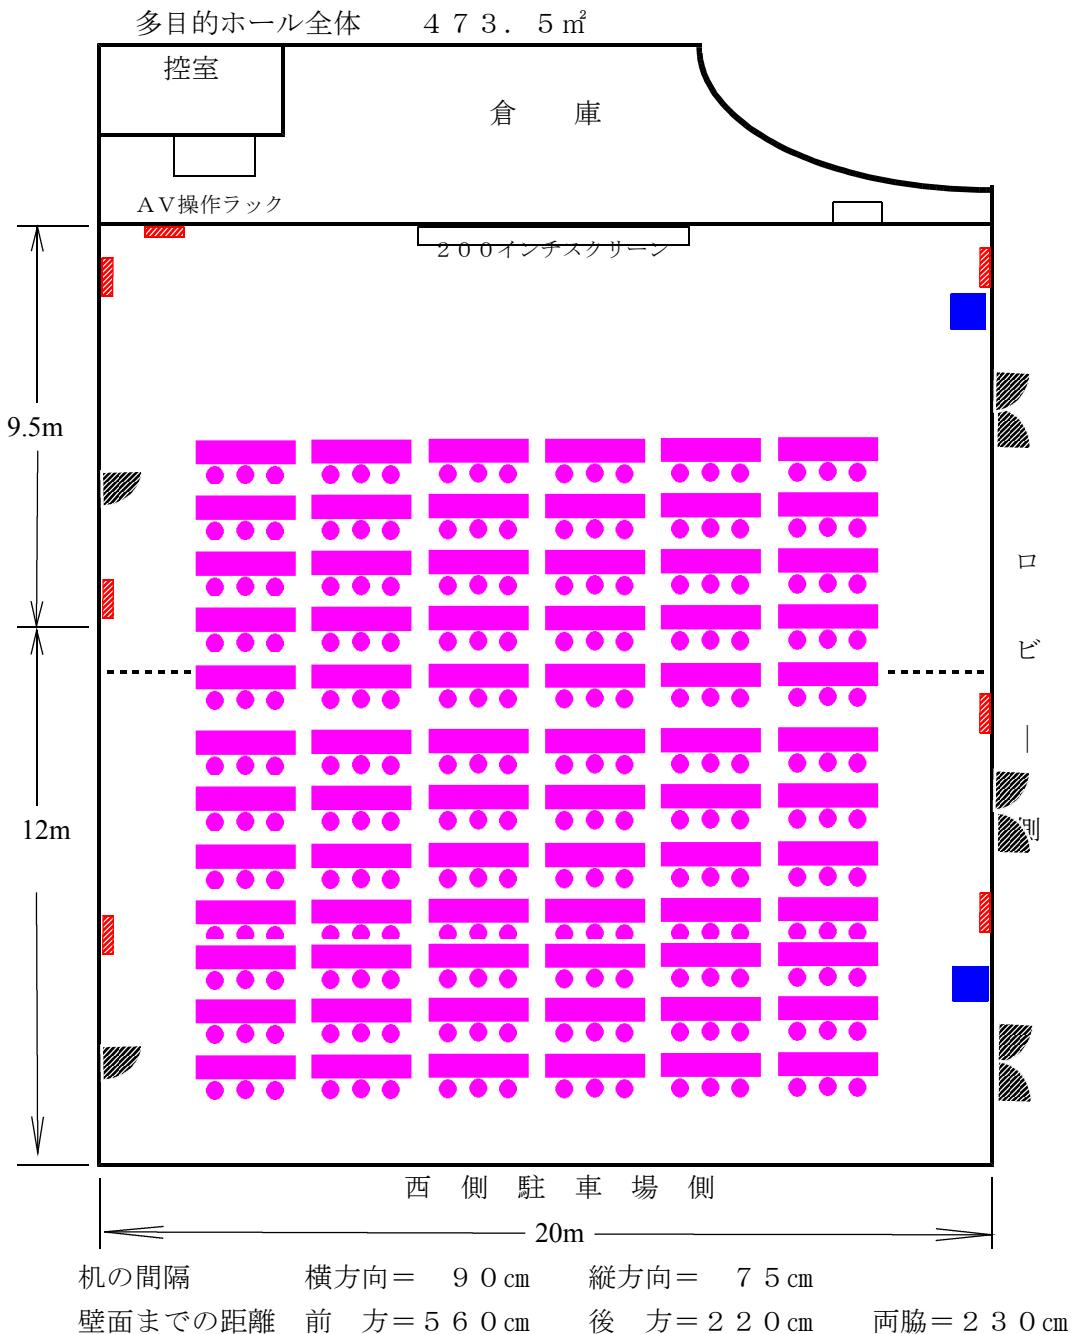 多目的ホール全体　　４７３．５㎡
控室
倉　　庫
ＡＶ操作ラック
２００インチスクリーン
9.5m
ロビー側
12m
西　側　駐　車　場　側
20m
机の間隔　　　　横方向＝　９０㎝　　縦方向＝　７５㎝
壁面までの距離　前　方＝５６０㎝　　後　方＝２２０㎝　　両脇＝２３０㎝